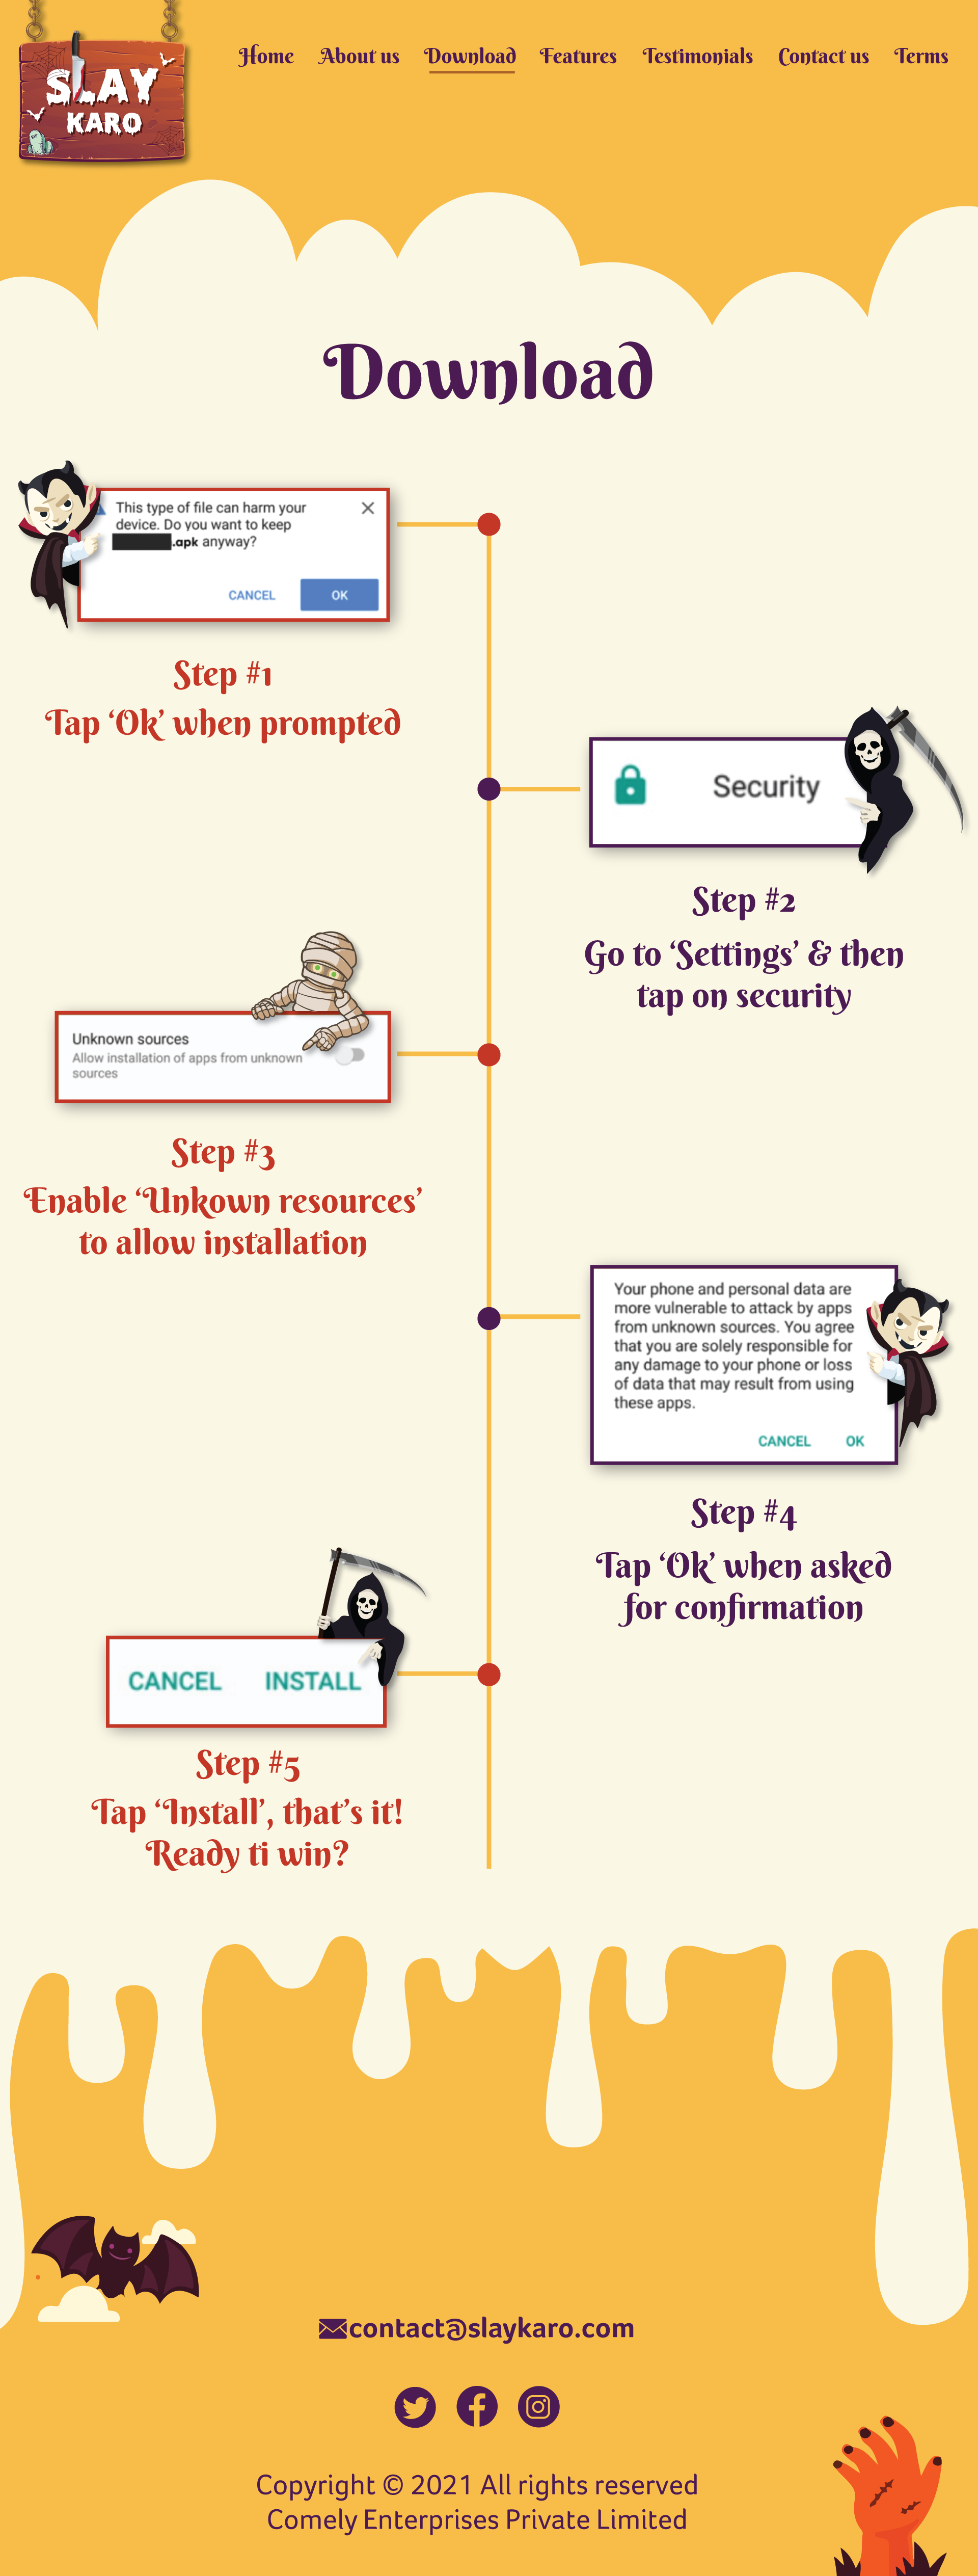 SLAY
KARO
Home About us Download Features Testimonials Contact us Terms
Download
This type of file can harm your
device. Do you want to keep
.apk anyway?
CANCEL OK
Step #1
Tap ‘Ok’ when prompted
Security
Step #2
Go to ‘Settings’ & then
tap on security
Unknown sources
Allow installation of apps from unknown
sources
Step #3
Enable ‘Unkown resources’
to allow installation
Your phone and personal data are
more vulnerable to attack by apps
from unknown sources. You agree
that you are solely responsible for
any damage to your phone or loss
of data that may result from using
these apps.
CANCEL OK
Step #4
Tap ‘Ok’ when asked
for confirmation
CANCEL INSTALL
Step #5
Tap ‘Install’, that’s it!
Ready ti win?
contact@slaykaro.com
Copyright © 2021 All rights reserved
Comely Enterprises Private Limited